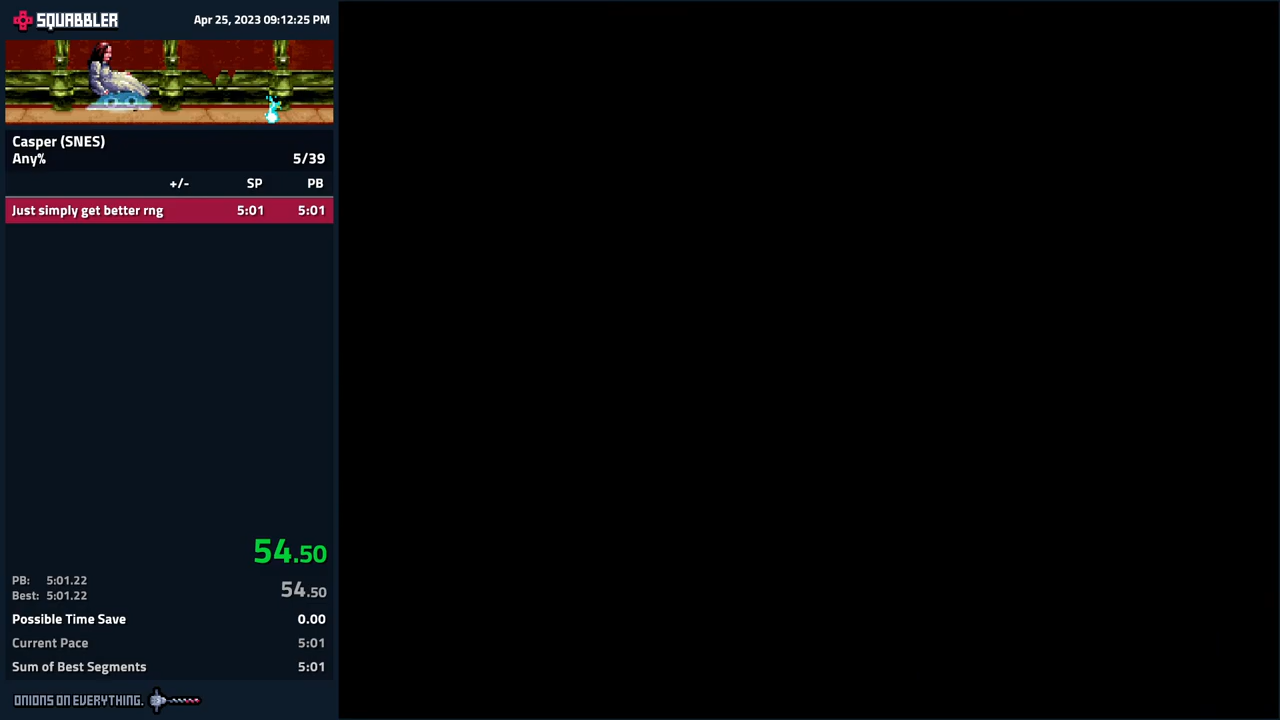 SQUABBLER
Apr 25, 2023 09:12:25 PM
Casper (SNES)
Any% 5/39
+/- SP PB
Just simply get better rng 5:01 5:01
54.50
PB: 5:01.22
54.50
Best: 5:01.22
Possible Time Save 0.00
Current Pace 5:01
Sum of Best Segments 5:01
ONIONS ON EVERYTHING.